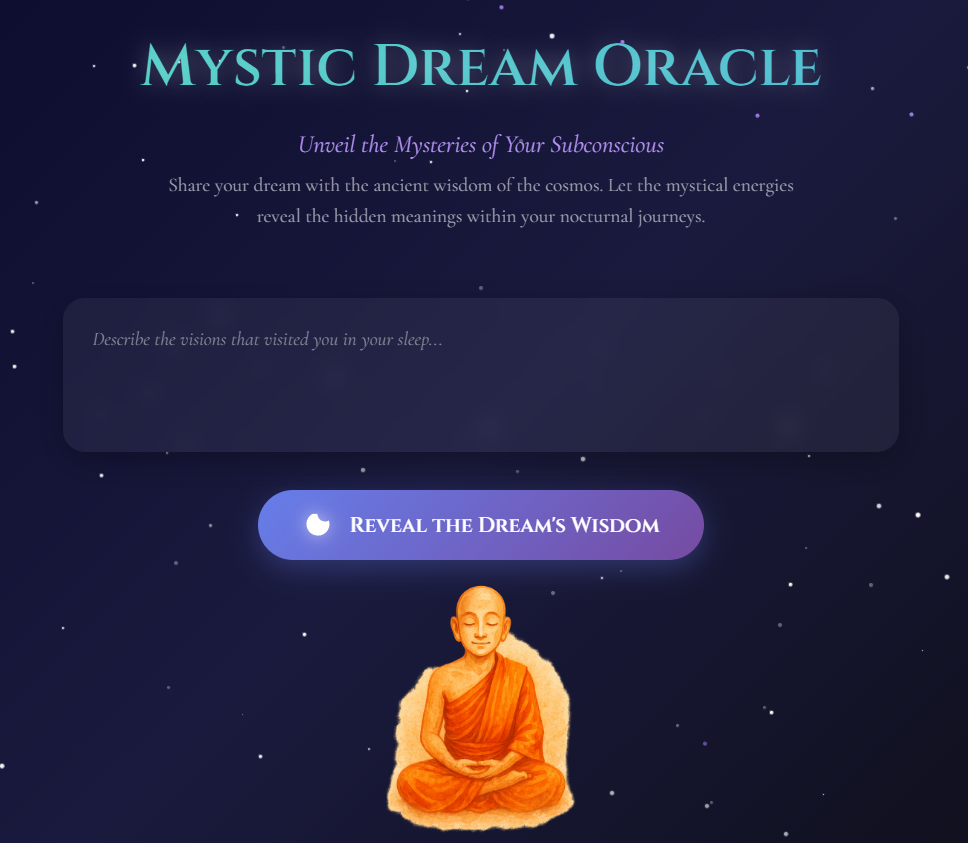 Mystic Dream Oracle
Unveil the Mysteries of Your Subconscious
Share your dream with the ancient wisdom of the cosmos. Let the mystical energies
reveal the hidden meanings within your nocturnal journeys.
Describe the visions that visited you in your sleep...
Reveal the Dream's Wisdom